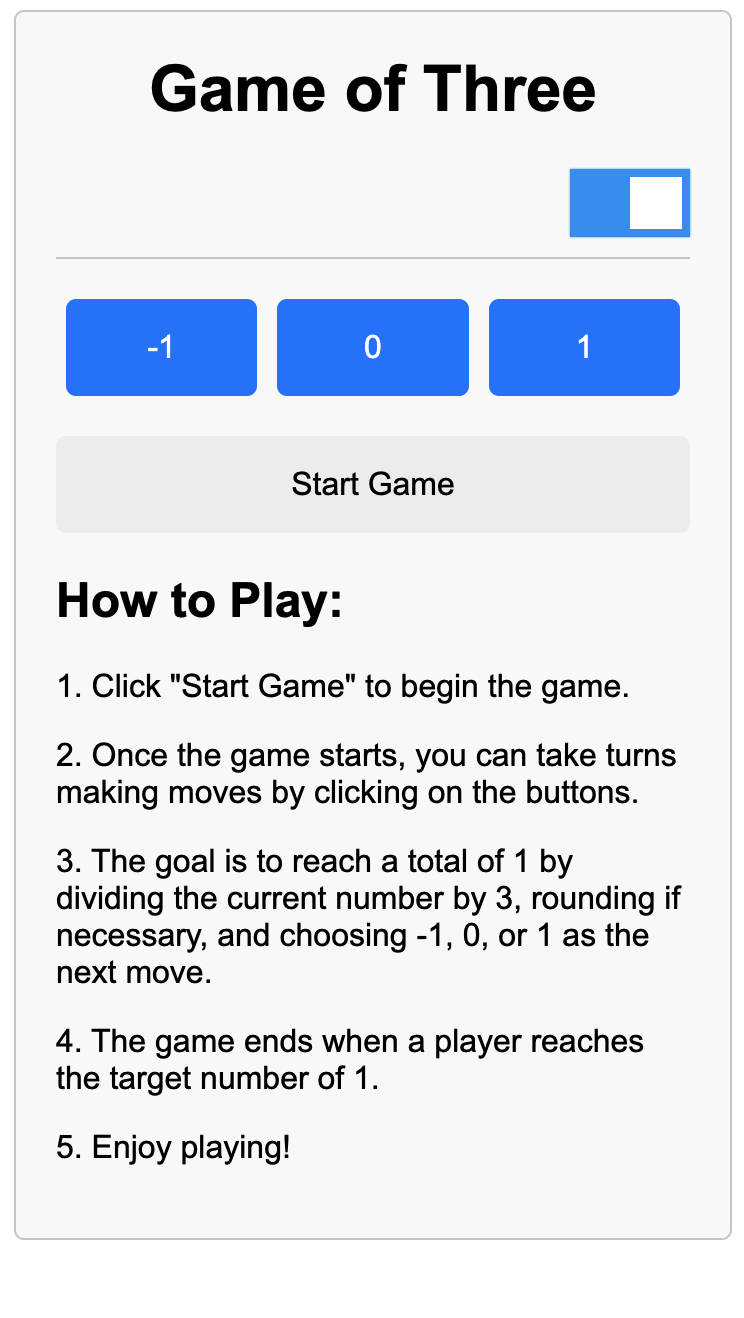 Game of Three
-1
0
1
Start Game
How to Play:
1. Click "Start Game" to begin the game.
2. Once the game starts, you can take turns
making moves by clicking on the buttons.
3. The goal is to reach a total of 1 by
dividing the current number by 3, rounding if
necessary, and choosing -1, 0, or 1 as the
next move.
4. The game ends when a player reaches
the target number of 1.
5. Enjoy playing!